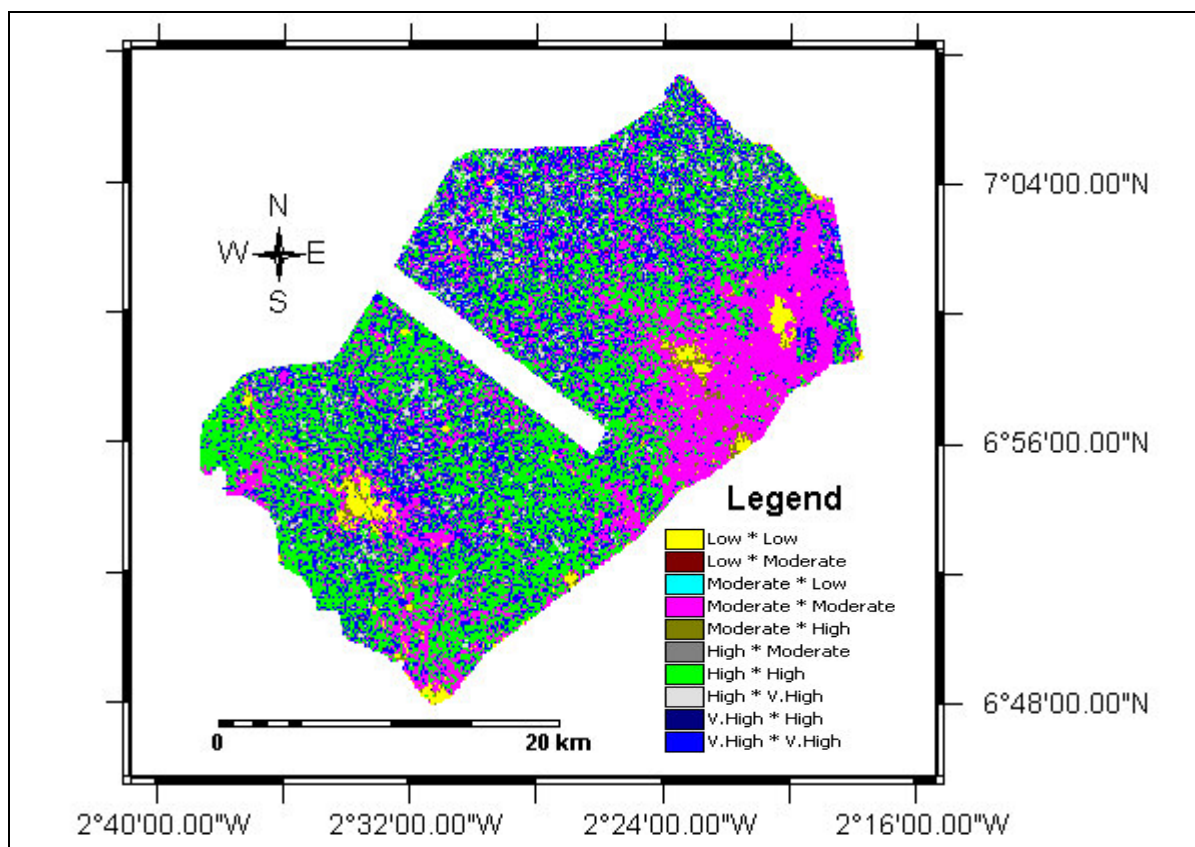 N
W E
S
7°04'00.00"N
6°56'00.00"N
6°48'00.00"N
Legend
Low * Low
Low * Moderate
Moderate * Low
Moderate * Moderate
Moderate * High
High * Moderate
High * High
High * V.High
V.High * High
V.High * V.High
0 20 km
2°40'00.00"W 2°32'00.00"W 2°24'00.00"W 2°16'00.00"W